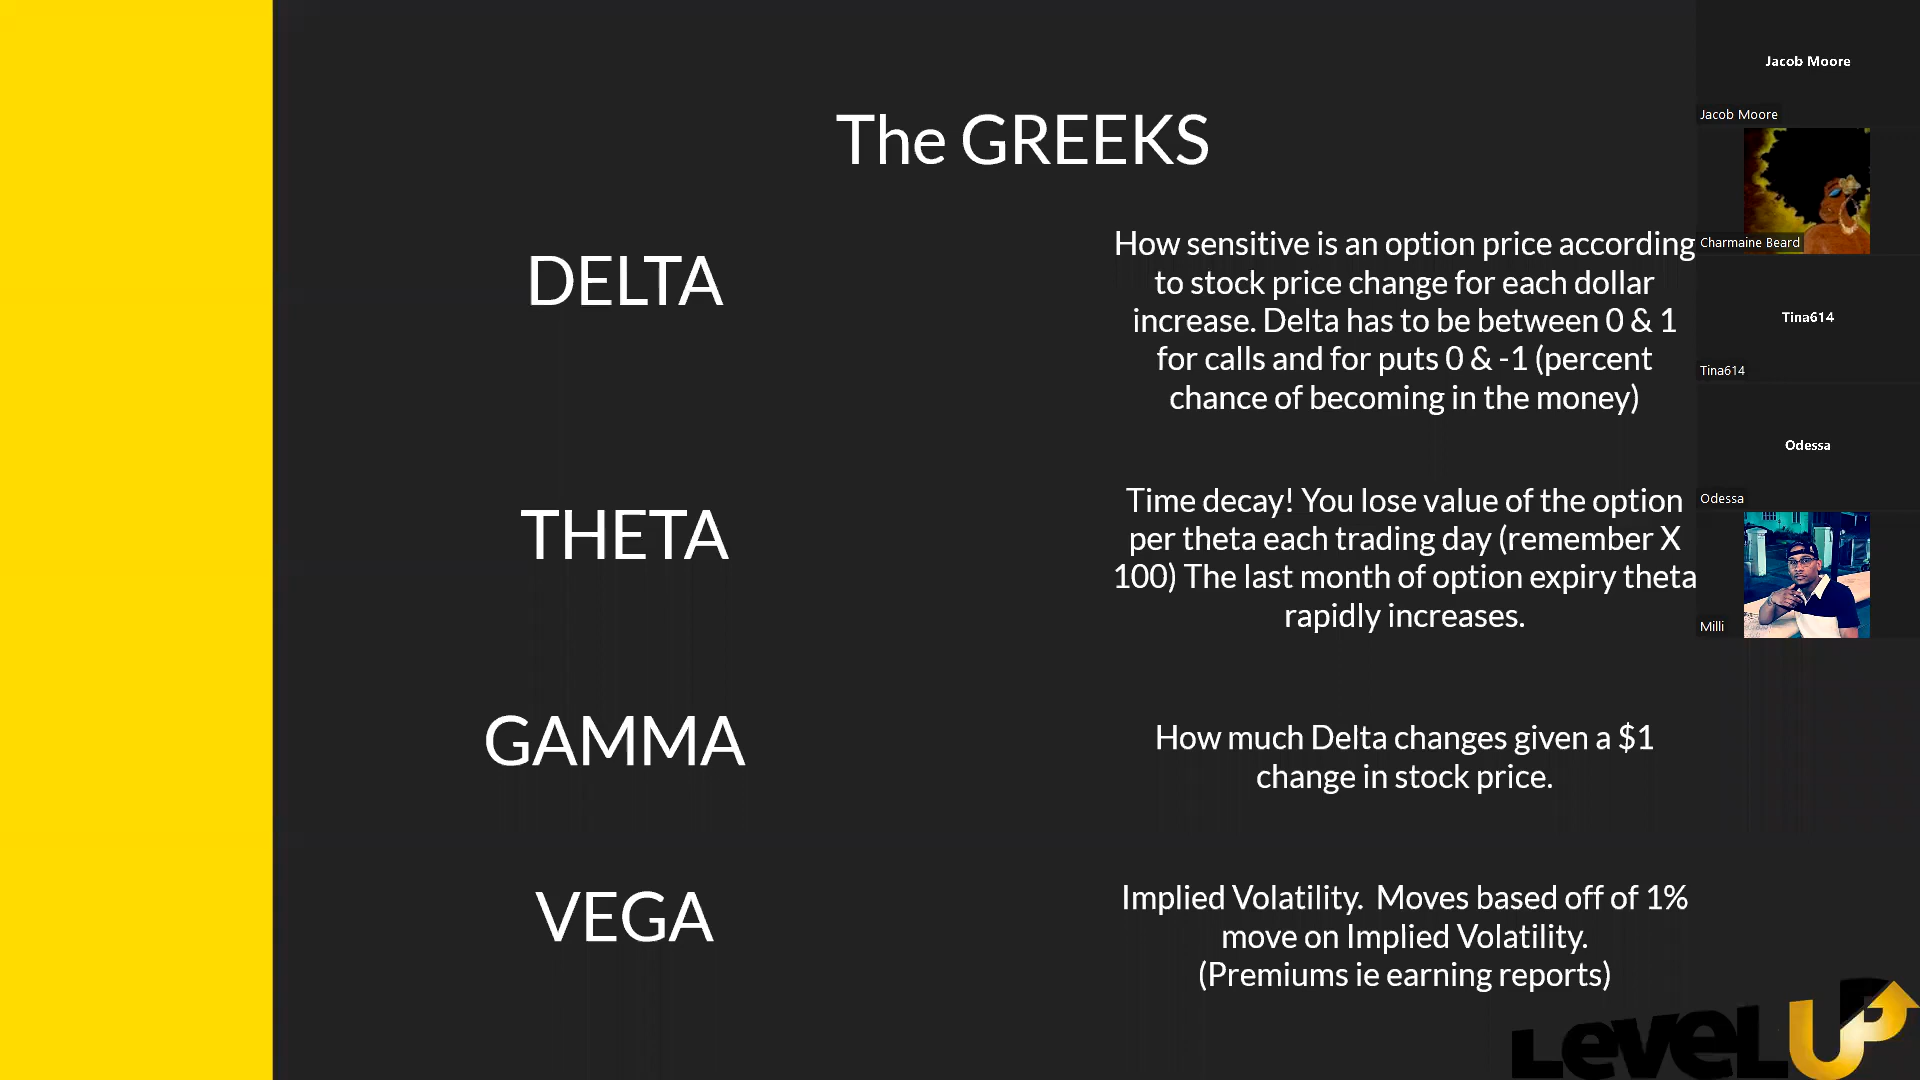 The GREEKS
DELTA
How sensitive is an option price according
to stock price change for each dollar
increase. Delta has to be between 0 & 1
for calls and for puts 0 & -1 (percent
chance of becoming in the money)
THETA
Time decay! You lose value of the option
per theta each trading day (remember X
100) The last month of option expiry theta
rapidly increases.
GAMMA
How much Delta changes given a $1
change in stock price.
VEGA
Implied Volatility.  Moves based off of 1%
move on Implied Volatility.
(Premiums ie earning reports)
Jacob Moore
Jacob Moore
Charmaine Beard
Tina614
Tina614
Odessa
Odessa
Milli
LeveL UP